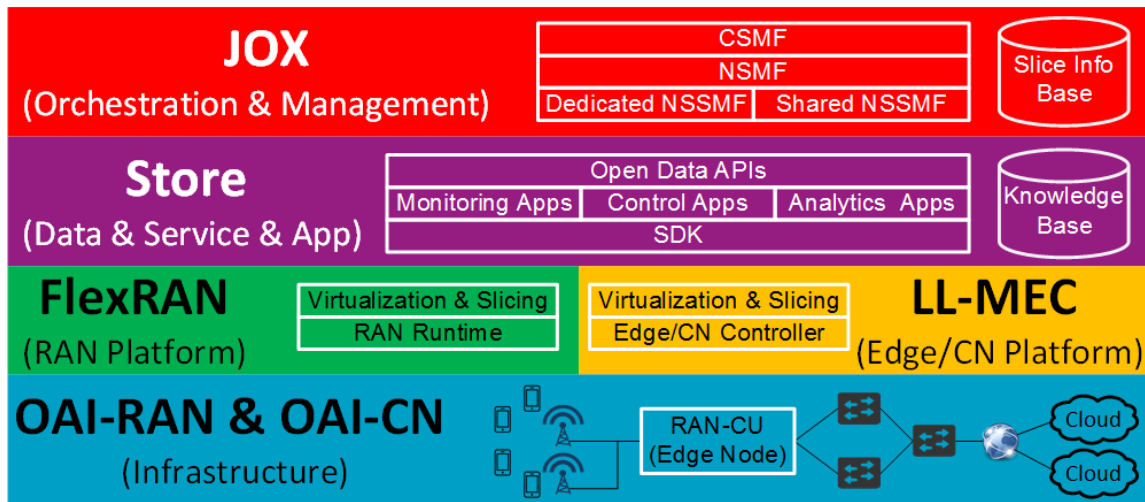 JOX
(Orchestration & Management)
CSMF
NSMF
Dedicated NSSMF
Shared NSSMF
Slice Info
Base
Store
(Data & Service & App)
Open Data APIs
Monitoring Apps
Control Apps
Analytics Apps
SDK
Knowledge
Base
FlexRAN
(RAN Platform)
Virtualization & Slicing
RAN Runtime
Virtualization & Slicing
Edge/CN Controller
LL-MEC
(Edge/CN Platform)
OAI-RAN & OAI-CN
(Infrastructure)
RAN-CU
(Edge Node)
Cloud
Cloud